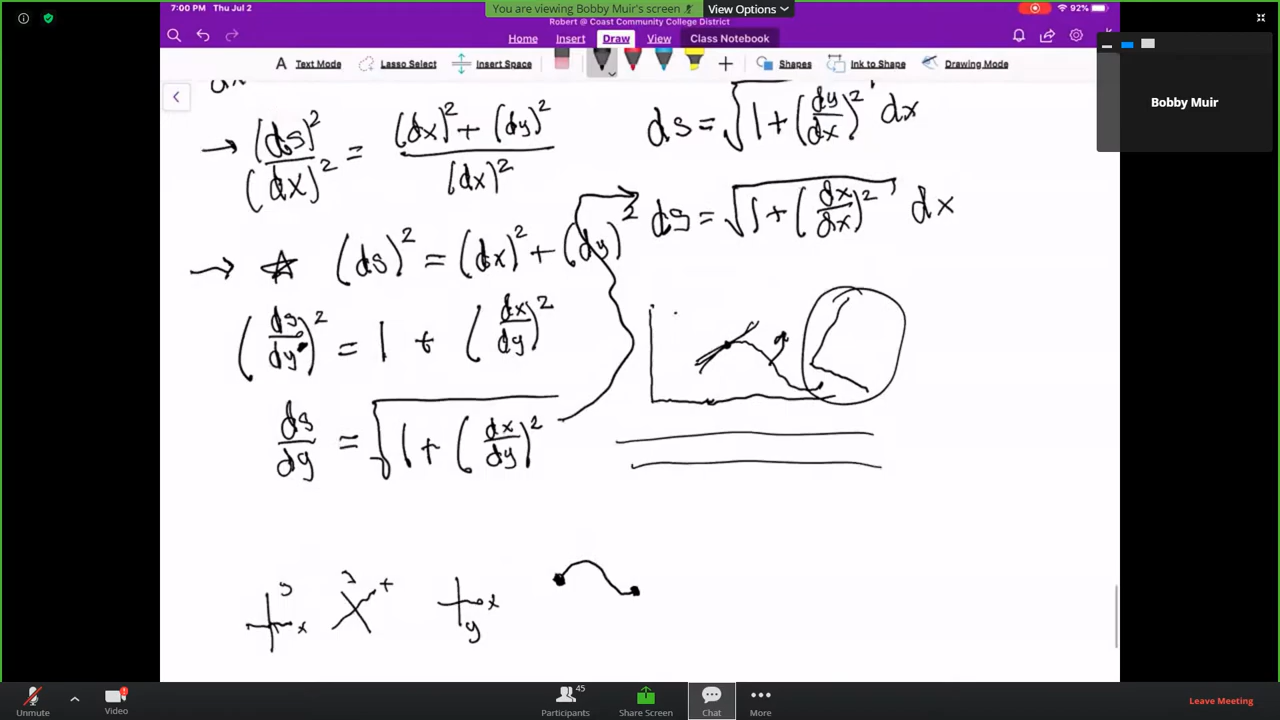 7:00 PM Thu Jul 2
You are viewing Bobby Muir's screen
View Options
92%
Robert @ Coast Community College District
Home Insert Draw View Class Notebook
Text Mode Lasso Select Insert Space Shapes Ink to Shape Drawing Mode
Bobby Muir
→ (ds)²/(dx)² = (dx)² + (dy)²/(dx)²
ds = √1 + (dy/dx)² dx
→ ☆ (ds)² = (dx)² + (dy)²
ds = √1 + (dx/dx)² dx
(ds/dy)² = 1 + (dx/dy)²
ds/dy = √1 + (dx/dy)²
y x
x
y
Unmute Video 45 Participants Share Screen Chat More Leave Meeting